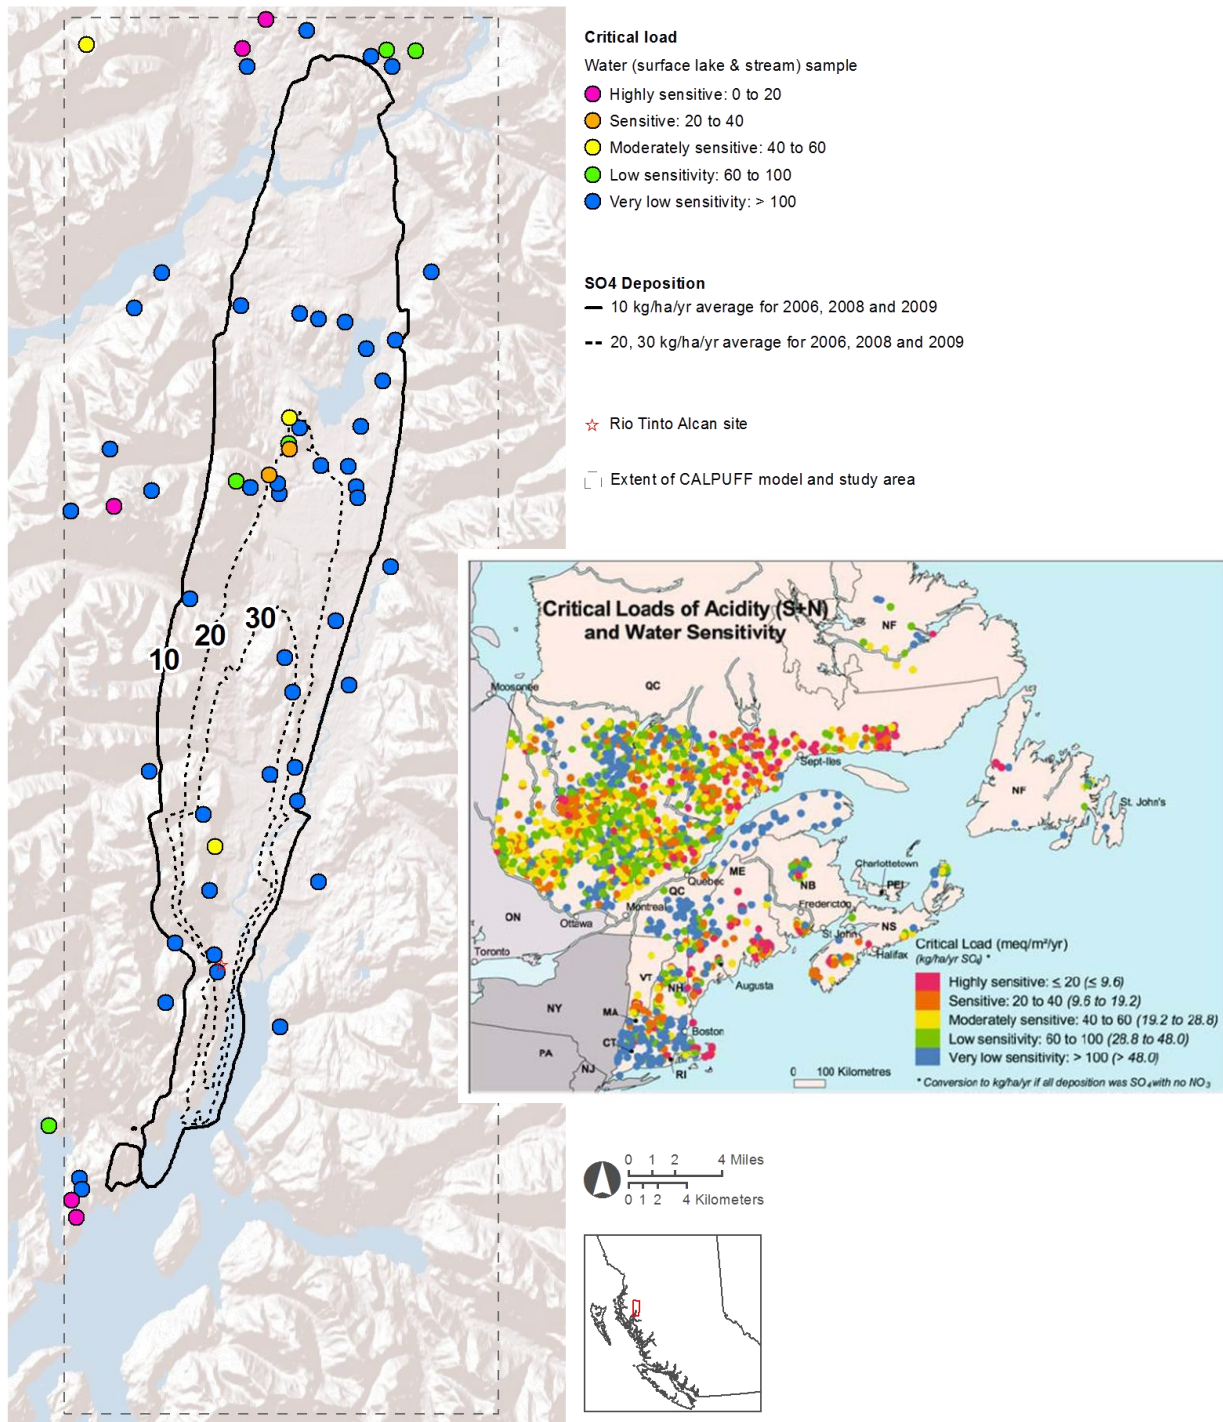 Critical load
Water (surface lake & stream) sample
Highly sensitive: 0 to 20
Sensitive: 20 to 40
Moderately sensitive: 40 to 60
Low sensitivity: 60 to 100
Very low sensitivity: > 100
SO4 Deposition
10 kg/ha/yr average for 2006, 2008 and 2009
20, 30 kg/ha/yr average for 2006, 2008 and 2009
Rio Tinto Alcan site
Extent of CALPUFF model and study area
10
20
30
Critical Loads of Acidity (S+N)
and Water Sensitivity
NF
QC
Moosonee
Sept-Iles
NF
St. John's
Charlottetown
ME
NB
PEI
Quebec
QC
Fredericton
ON
Montreal
Ottawa
St John
NS
Halifax
Toronto
VT
NH
Augusta
NY
MA
Boston
CT
PA
NJ
RI
Critical Load (meq/m²/yr)
(kg/ha/yr SO₄) *
Highly sensitive: ≤ 20 (≤ 9.6)
Sensitive: 20 to 40 (9.6 to 19.2)
Moderately sensitive: 40 to 60 (19.2 to 28.8)
Low sensitivity: 60 to 100 (28.8 to 48.0)
Very low sensitivity: > 100 (> 48.0)
0 100 Kilometres
* Conversion to kg/ha/yr if all deposition was SO₄ with no NO₃
0 1 2 4 Miles
0 1 2 4 Kilometers